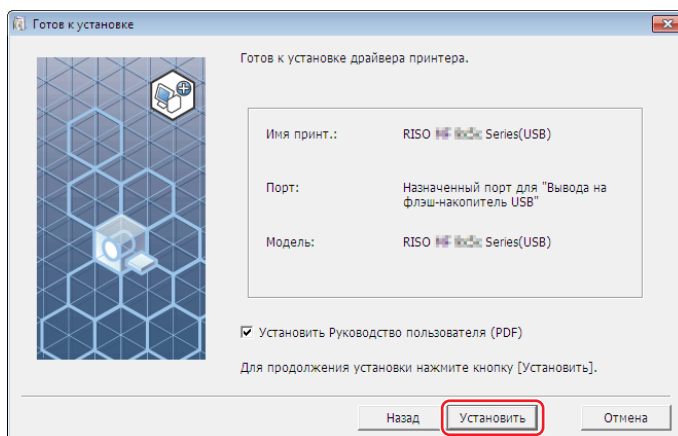 Готов к установке
Готов к установке драйвера принтера.
Имя принт.: RISO Series(USB)
Порт: Назначенный порт для "Вывода на
флэш-накопитель USB"
Модель: RISO Series(USB)
Установить Руководство пользователя (PDF)
Для продолжения установки нажмите кнопку [Установить].
Назад Установить Отмена